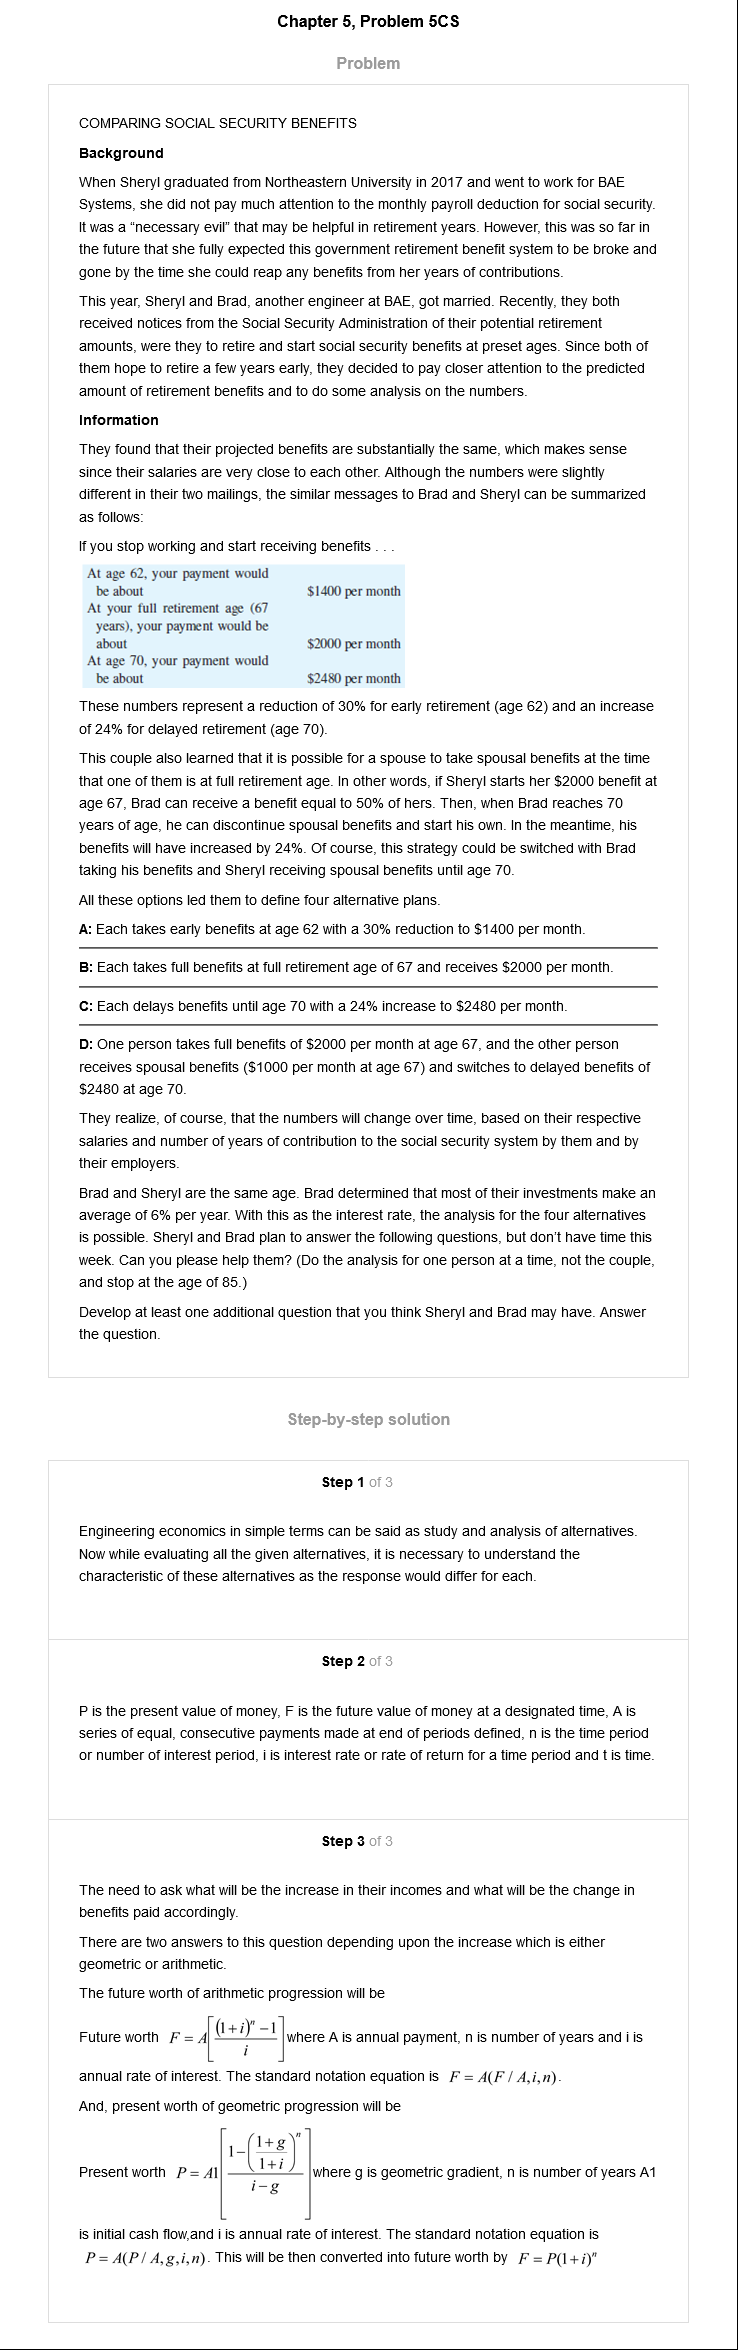 Chapter 5, Problem 5CS
Problem
COMPARING SOCIAL SECURITY BENEFITS
Background
When Sheryl graduated from Northeastern University in 2017 and went to work for BAE
Systems, she did not pay much attention to the monthly payroll deduction for social security.
It was a “necessary evil” that may be helpful in retirement years. However, this was so far in
the future that she fully expected this government retirement benefit system to be broke and
gone by the time she could reap any benefits from her years of contributions.
This year, Sheryl and Brad, another engineer at BAE, got married. Recently, they both
received notices from the Social Security Administration of their potential retirement
amounts, were they to retire and start social security benefits at preset ages. Since both of
them hope to retire a few years early, they decided to pay closer attention to the predicted
amount of retirement benefits and to do some analysis on the numbers.
Information
They found that their projected benefits are substantially the same, which makes sense
since their salaries are very close to each other. Although the numbers were slightly
different in their two mailings, the similar messages to Brad and Sheryl can be summarized
as follows:
If you stop working and start receiving benefits . . .
At age 62, your payment would
be about $1400 per month
At your full retirement age (67
years), your payment would be
about $2000 per month
At age 70, your payment would
be about $2480 per month
These numbers represent a reduction of 30% for early retirement (age 62) and an increase
of 24% for delayed retirement (age 70).
This couple also learned that it is possible for a spouse to take spousal benefits at the time
that one of them is at full retirement age. In other words, if Sheryl starts her $2000 benefit at
age 67, Brad can receive a benefit equal to 50% of hers. Then, when Brad reaches 70
years of age, he can discontinue spousal benefits and start his own. In the meantime, his
benefits will have increased by 24%. Of course, this strategy could be switched with Brad
taking his benefits and Sheryl receiving spousal benefits until age 70.
All these options led them to define four alternative plans.
A: Each takes early benefits at age 62 with a 30% reduction to $1400 per month.
B: Each takes full benefits at full retirement age of 67 and receives $2000 per month.
C: Each delays benefits until age 70 with a 24% increase to $2480 per month.
D: One person takes full benefits of $2000 per month at age 67, and the other person
receives spousal benefits ($1000 per month at age 67) and switches to delayed benefits of
$2480 at age 70.
They realize, of course, that the numbers will change over time, based on their respective
salaries and number of years of contribution to the social security system by them and by
their employers.
Brad and Sheryl are the same age. Brad determined that most of their investments make an
average of 6% per year. With this as the interest rate, the analysis for the four alternatives
is possible. Sheryl and Brad plan to answer the following questions, but don’t have time this
week. Can you please help them? (Do the analysis for one person at a time, not the couple,
and stop at the age of 85.)
Develop at least one additional question that you think Sheryl and Brad may have. Answer
the question.
Step-by-step solution
Step 1 of 3
Engineering economics in simple terms can be said as study and analysis of alternatives.
Now while evaluating all the given alternatives, it is necessary to understand the
characteristic of these alternatives as the response would differ for each.
Step 2 of 3
P is the present value of money, F is the future value of money at a designated time, A is
series of equal, consecutive payments made at end of periods defined, n is the time period
or number of interest period, i is interest rate or rate of return for a time period and t is time.
Step 3 of 3
The need to ask what will be the increase in their incomes and what will be the change in
benefits paid accordingly.
There are two answers to this question depending upon the increase which is either
geometric or arithmetic.
The future worth of arithmetic progression will be
Future worth F = A[((1+i)^n −1)/i] where A is annual payment, n is number of years and i is
annual rate of interest. The standard notation equation is F = A(F / A,i,n).
And, present worth of geometric progression will be
Present worth P = A1[(1−((1+g)/(1+i))^n)/(i−g)] where g is geometric gradient, n is number of years A1
is initial cash flow,and i is annual rate of interest. The standard notation equation is
P = A(P / A,g,i,n). This will be then converted into future worth by F = P(1+i)^n